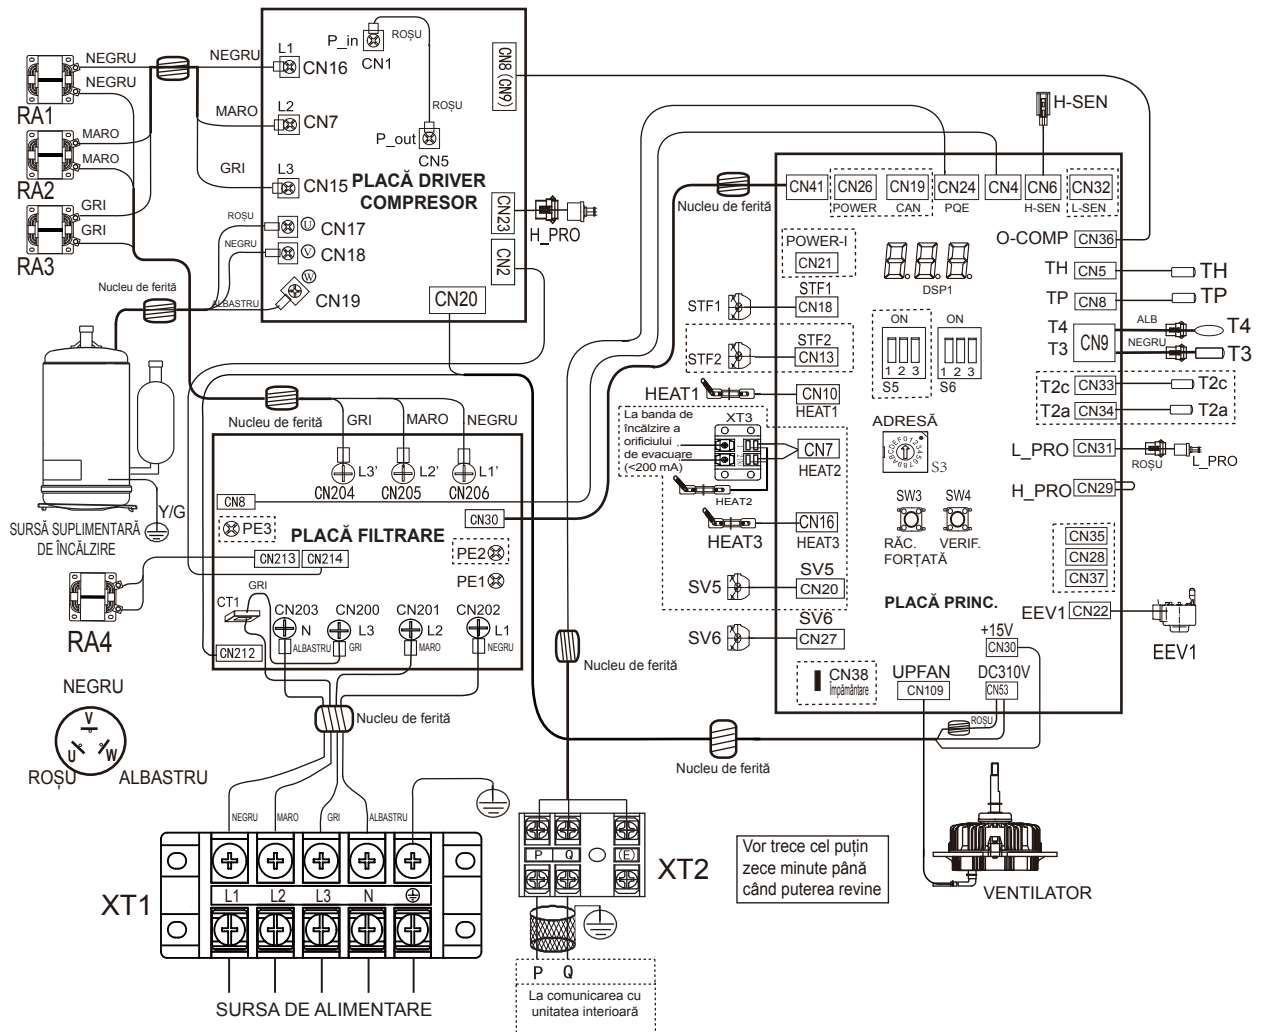 NEGRU
NEGRU
RA1
MARO
MARO
RA2
GRI
GRI
RA3
NEGRU
L1
CN16
MARO
L2
CN7
GRI
L3
CN15
P_in
CN1
ROȘU
ROȘU
P_out
CN5
PLACĂ DRIVER
COMPRESOR
CN8 (CN9)
CN23
H_PRO
CN2
CN20
ROȘU
U
CN17
NEGRU
V
CN18
W
ALBASTRU
CN19
Nucleu de ferită
Nucleu de ferită
Y/G
SURSĂ SUPLIMENTARĂ
DE ÎNCĂLZIRE
GRI
MARO
NEGRU
L3'
L2'
L1'
CN204
CN205
CN206
CN8
CN30
PE3
PLACĂ FILTRARE
PE2
PE1
CN213
CN214
RA4
CT1
GRI
CN203
CN200
CN201
CN202
N
L3
L2
L1
ALBASTRU
GRI
MARO
NEGRU
CN212
Nucleu de ferită
NEGRU
V
U
W
ROȘU
ALBASTRU
NEGRU
MARO
GRI
ALBASTRU
XT1
L1
L2
L3
N
SURSA DE ALIMENTARE
Nucleu de ferită
P
Q
(E)
XT2
P
Q
La comunicarea cu
unitatea interioară
Nucleu de ferită
Nucleu de ferită
H-SEN
CN41
CN26
CN19
CN24
CN4
CN6
CN32
POWER
CAN
PQE
H-SEN
L-SEN
O-COMP
CN36
POWER-I
CN21
DSP1
TH
CN5
TH
TP
CN8
TP
T4
T3
CN9
ALB
NEGRU
T4
T3
T2c
CN33
T2c
T2a
CN34
T2a
L_PRO
CN31
ROȘU
L_PRO
H_PRO
CN29
STF1
STF1
CN18
STF2
STF2
CN13
ON
1 2 3
S5
ON
1 2 3
S6
HEAT1
CN10
HEAT1
La banda de
încălzire a
orificiului
de evacuare
(<200 mA)
XT3
CN7
HEAT2
HEAT2
ADRESĂ
S3
SW3
SW4
RĂC.
FORȚATĂ
VERIF.
HEAT3
CN16
HEAT3
CN35
CN28
CN37
SV5
SV5
CN20
PLACĂ PRINC.
EEV1
CN22
EEV1
SV6
SV6
CN27
+15V
CN30
CN38
Împământare
UPFAN
CN109
DC310V
CN53
ROȘU
Vor trece cel puțin
zece minute până
când puterea revine
VENTILATOR